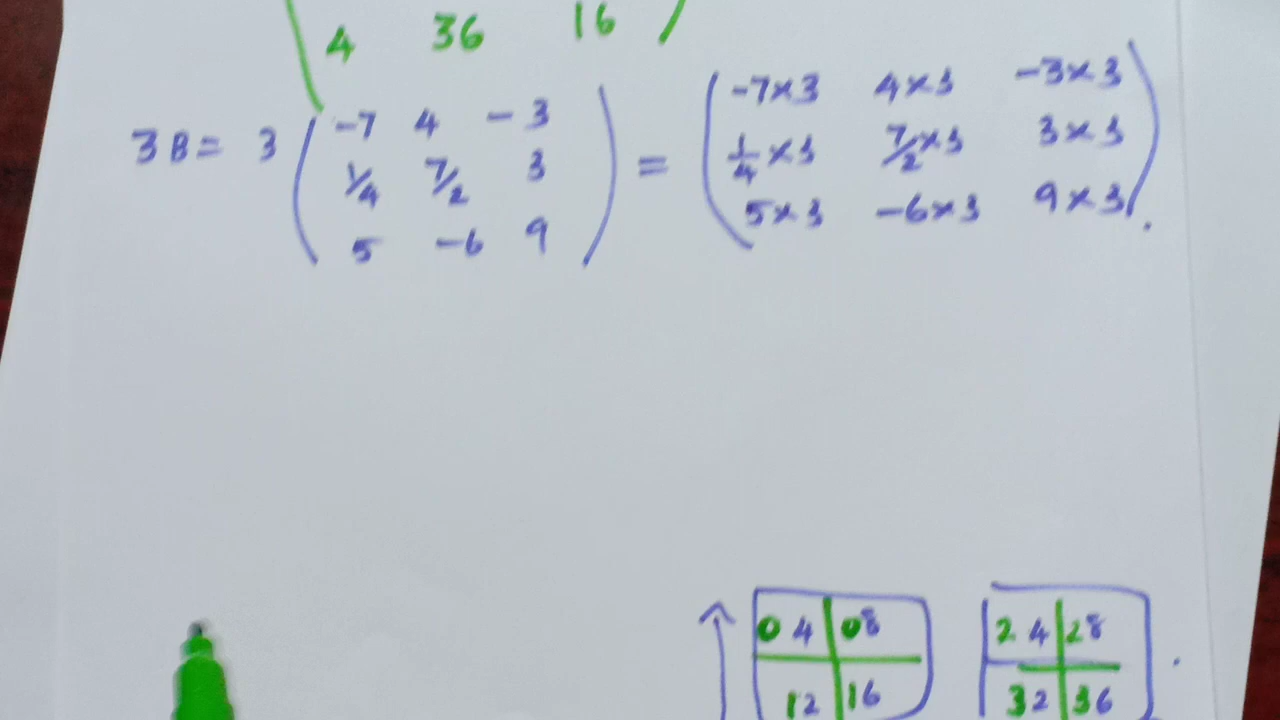 4 36 16
3B = 3 ( -7 4 -3 ) = ( -7×3 4×3 -3×3 )
1/4 7/2 3 1/4×3 7/2×3 3×3
5 -6 9 5×3 -6×3 9×3 .
04 08 24 28 .
12 16 32 36